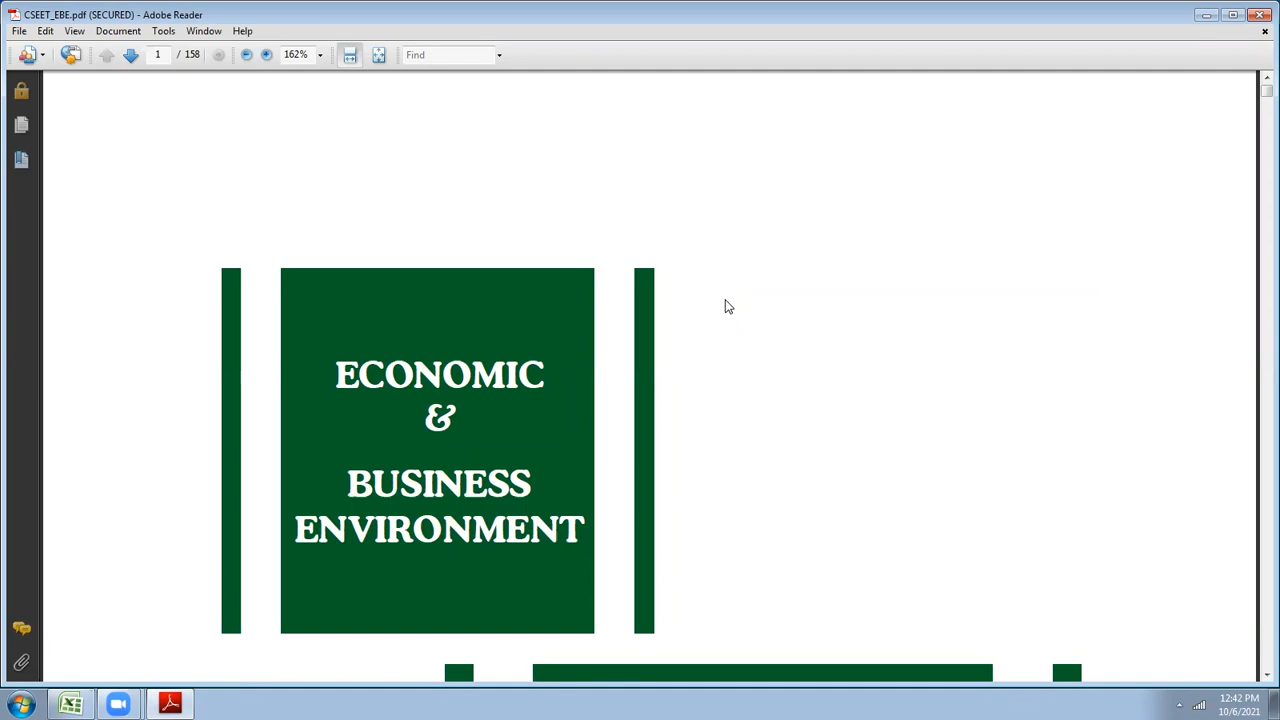 CSEET_EBE.pdf (SECURED) - Adobe Reader
File Edit View Document Tools Window Help
1 / 158 162% Find
ECONOMIC
&
BUSINESS
ENVIRONMENT
12:42 PM
10/6/2021